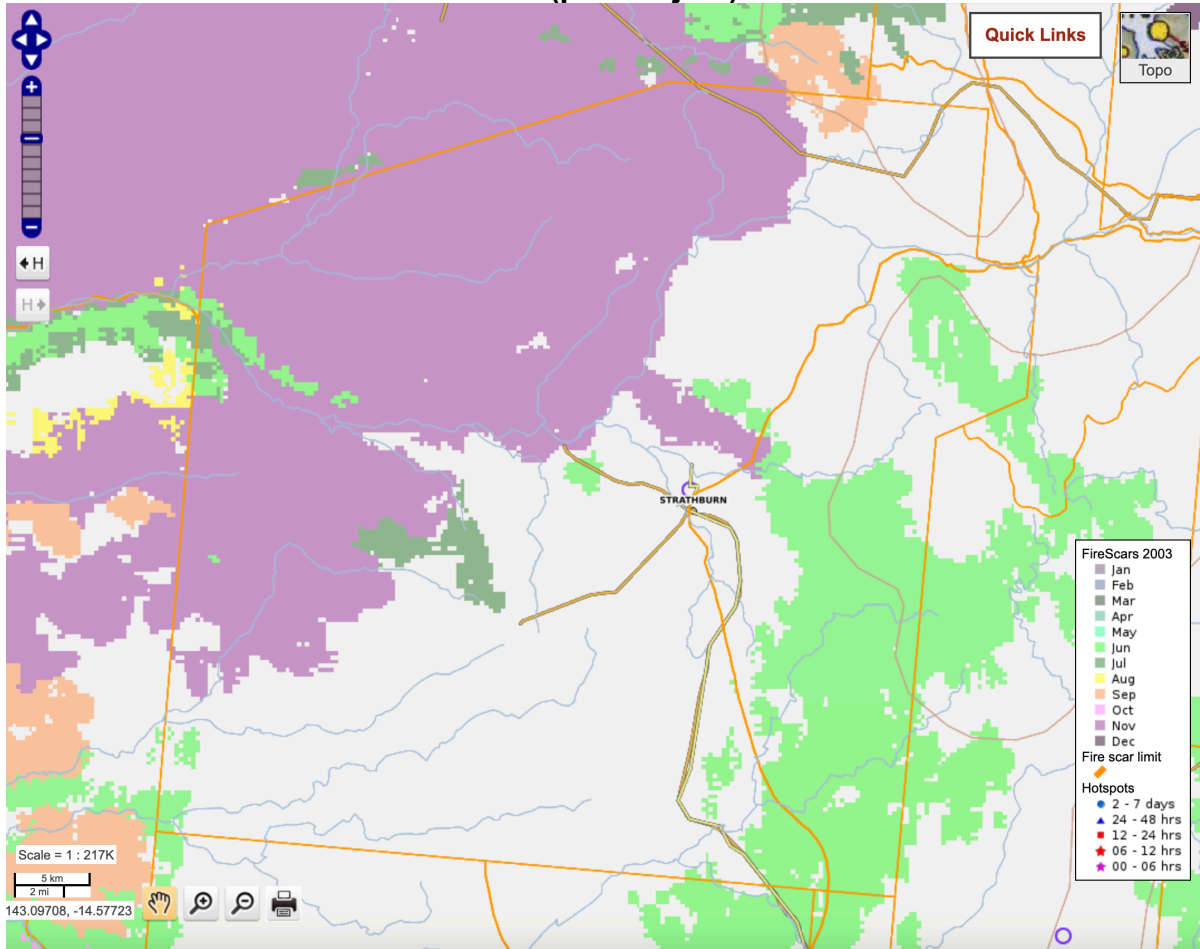 Quick Links
Topo
H
H
STRATHBURN
FireScars 2003
Jan
Feb
Mar
Apr
May
Jun
Jul
Aug
Sep
Oct
Nov
Dec
Fire scar limit
Hotspots
2 - 7 days
24 - 48 hrs
12 - 24 hrs
06 - 12 hrs
00 - 06 hrs
Scale = 1 : 217K
5 km
2 mi
143.09708, -14.57723